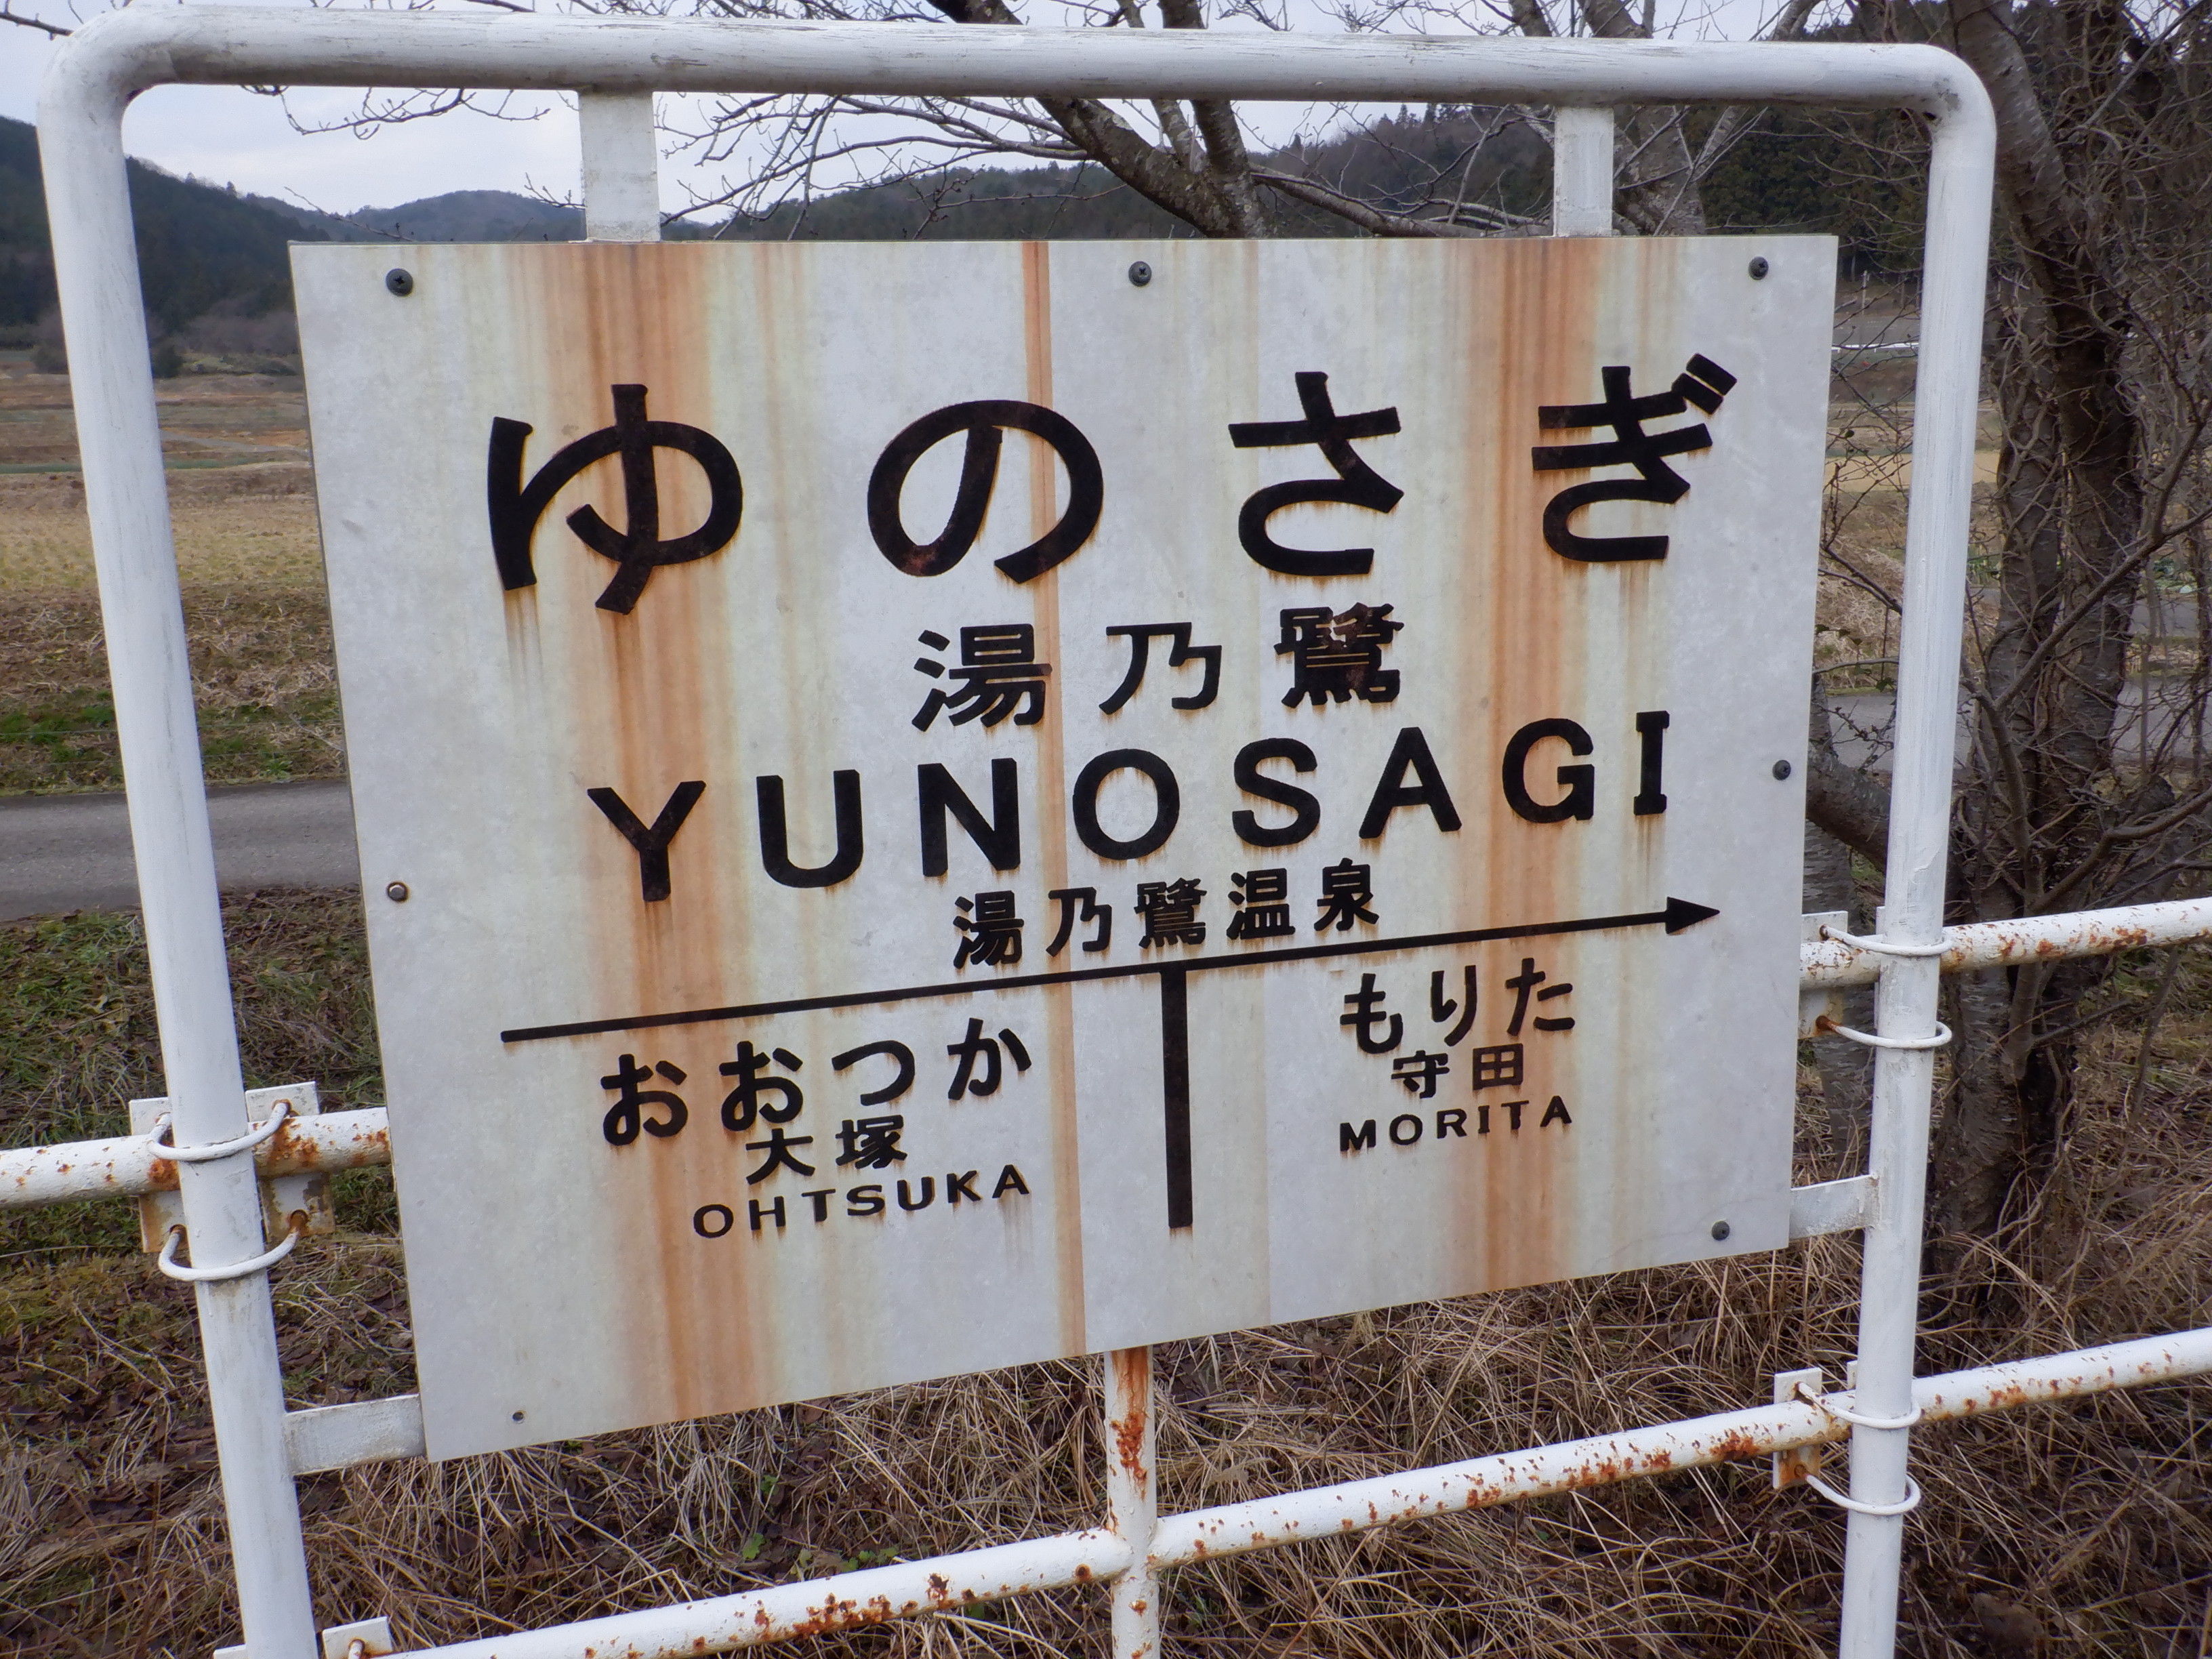 ゆのさぎ
湯乃鷺
YUNOSAGI
湯乃鷺温泉
おおつか
大塚
OHTSUKA
もりた
守田
MORITA